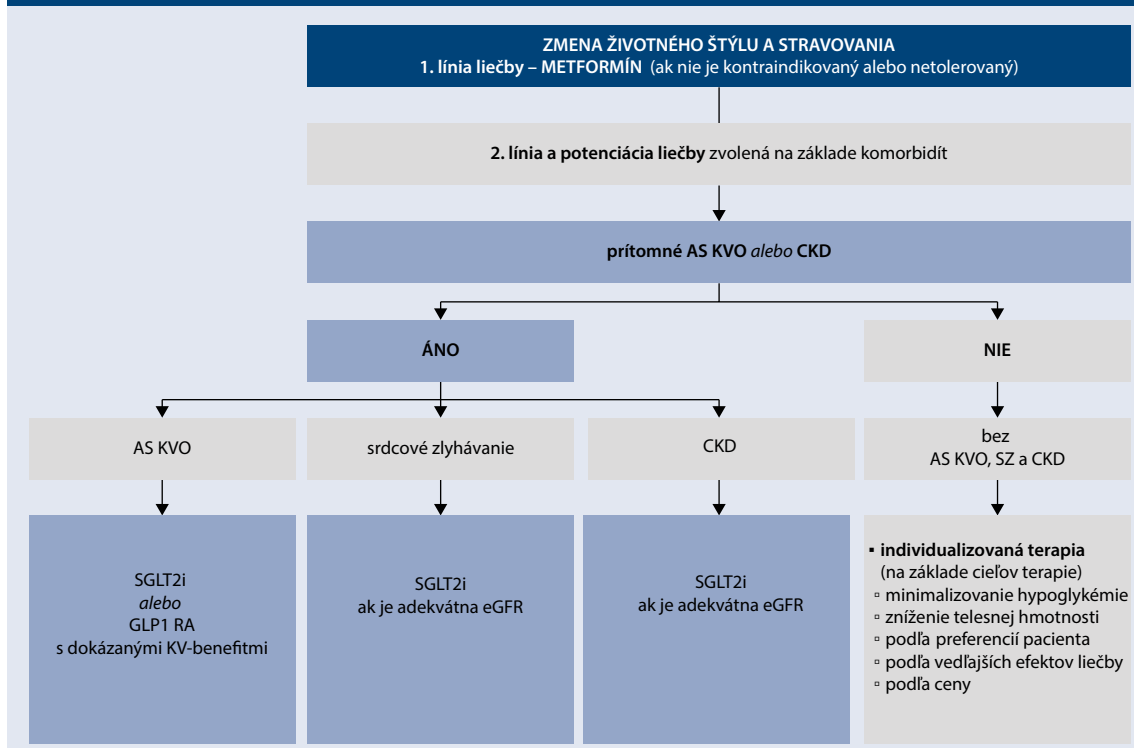 ZMENA ŽIVOTNÉHO ŠTÝLU A STRAVOVANIA
1. línia liečby – METFORMÍN (ak nie je kontraindikovaný alebo netolerovaný)
2. línia a potenciácia liečby zvolená na základe komorbidít
prítomné AS KVO alebo CKD
ÁNO
NIE
AS KVO
srdcové zlyhávanie
CKD
bez
AS KVO, SZ a CKD
SGLT2i
alebo
GLP1 RA
s dokázanými KV-benefitmi
SGLT2i
ak je adekvátna eGFR
SGLT2i
ak je adekvátna eGFR
▪ individualizovaná terapia
(na základe cieľov terapie)
▫ minimalizovanie hypoglykémie
▫ zníženie telesnej hmotnosti
▫ podľa preferencií pacienta
▫ podľa vedľajších efektov liečby
▫ podľa ceny